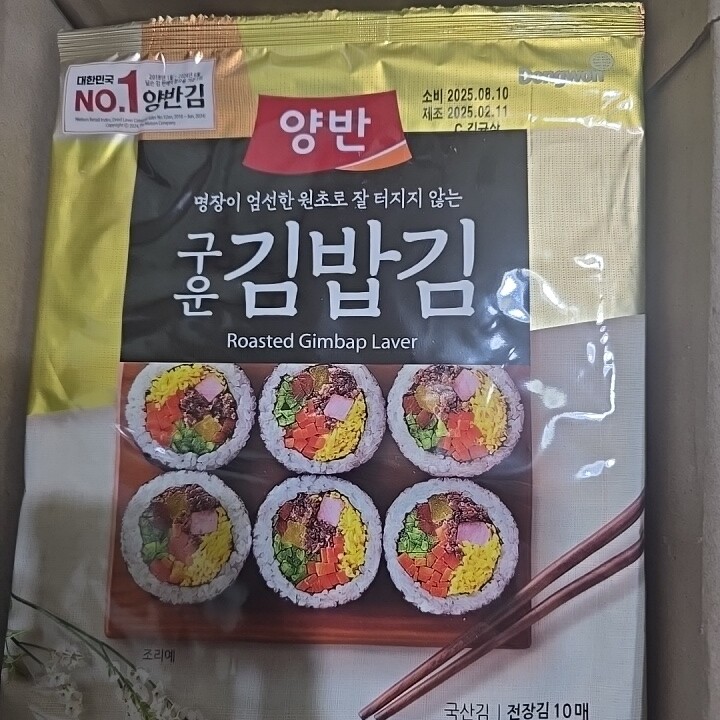 Dongwon
대한민국
NO.1 양반김
소비 2025.08.10
제조 2025.02.11
양반
명장이 엄선한 원초로 잘 터지지 않는
구운 김밥김
Roasted Gimbap Laver
조리예
국산김 | 전장김 10매